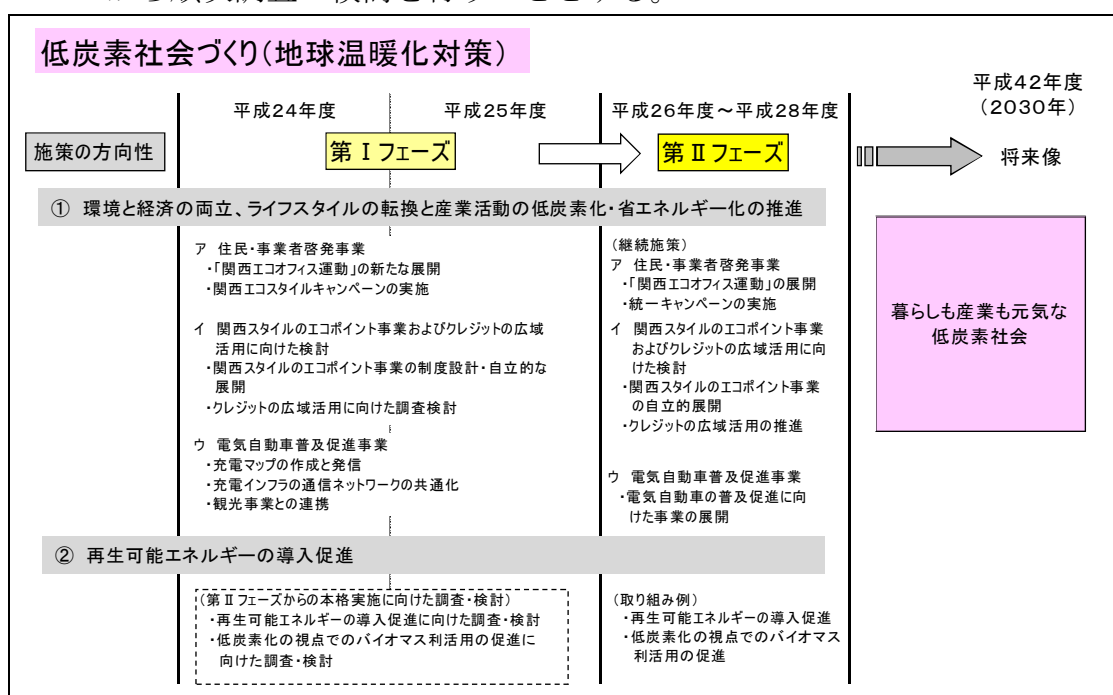 低炭素社会づくり(地球温暖化対策)
平成42年度
(2030年)
平成24年度
平成25年度
平成26年度~平成28年度
施策の方向性
第Ⅰフェーズ
第Ⅱフェーズ
将来像
① 環境と経済の両立、ライフスタイルの転換と産業活動の低炭素化・省エネルギー化の推進
ア 住民・事業者啓発事業
・「関西エコオフィス運動」の新たな展開
・関西エコスタイルキャンペーンの実施
イ 関西スタイルのエコポイント事業およびクレジットの広域
活用に向けた検討
・関西スタイルのエコポイント事業の制度設計・自立的な
展開
・クレジットの広域活用に向けた調査検討
ウ 電気自動車普及促進事業
・充電マップの作成と発信
・充電インフラの通信ネットワークの共通化
・観光事業との連携
(継続施策)
ア 住民・事業者啓発事業
・「関西エコオフィス運動」の展開
・統一キャンペーンの実施
イ 関西スタイルのエコポイント事業
およびクレジットの広域活用に向
けた検討
・関西スタイルのエコポイント事業
の自立的展開
・クレジットの広域活用の推進
ウ 電気自動車普及促進事業
・電気自動車の普及促進に向
けた事業の展開
暮らしも産業も元気な
低炭素社会
② 再生可能エネルギーの導入促進
(第Ⅱフェーズからの本格実施に向けた調査・検討)
・再生可能エネルギーの導入促進に向けた調査・検討
・低炭素化の視点でのバイオマス利活用の促進に
向けた調査・検討
(取り組み例)
・再生可能エネルギーの導入促進
・低炭素化の視点でのバイオマス
利活用の促進